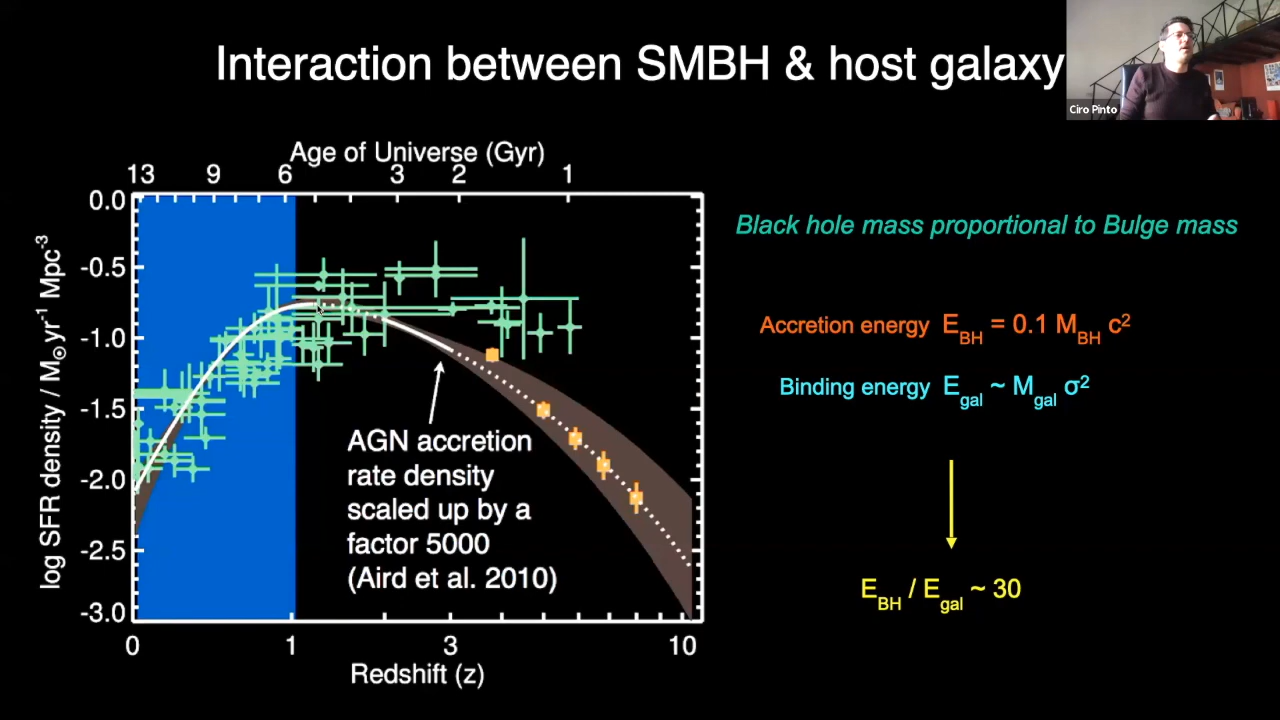 Interaction between SMBH & host galaxy
Ciro Pinto
Age of Universe (Gyr)
13 9 6 3 2 1
0.0
-0.5
-1.0
-1.5
-2.0
-2.5
-3.0
log SFR density / M⊙yr⁻¹ Mpc⁻³
AGN accretion
rate density
scaled up by a
factor 5000
(Aird et al. 2010)
0 1 3 10
Redshift (z)
Black hole mass proportional to Bulge mass
Accretion energy E_BH = 0.1 M_BH c²
Binding energy E_gal ~ M_gal σ²
E_BH / E_gal ~ 30